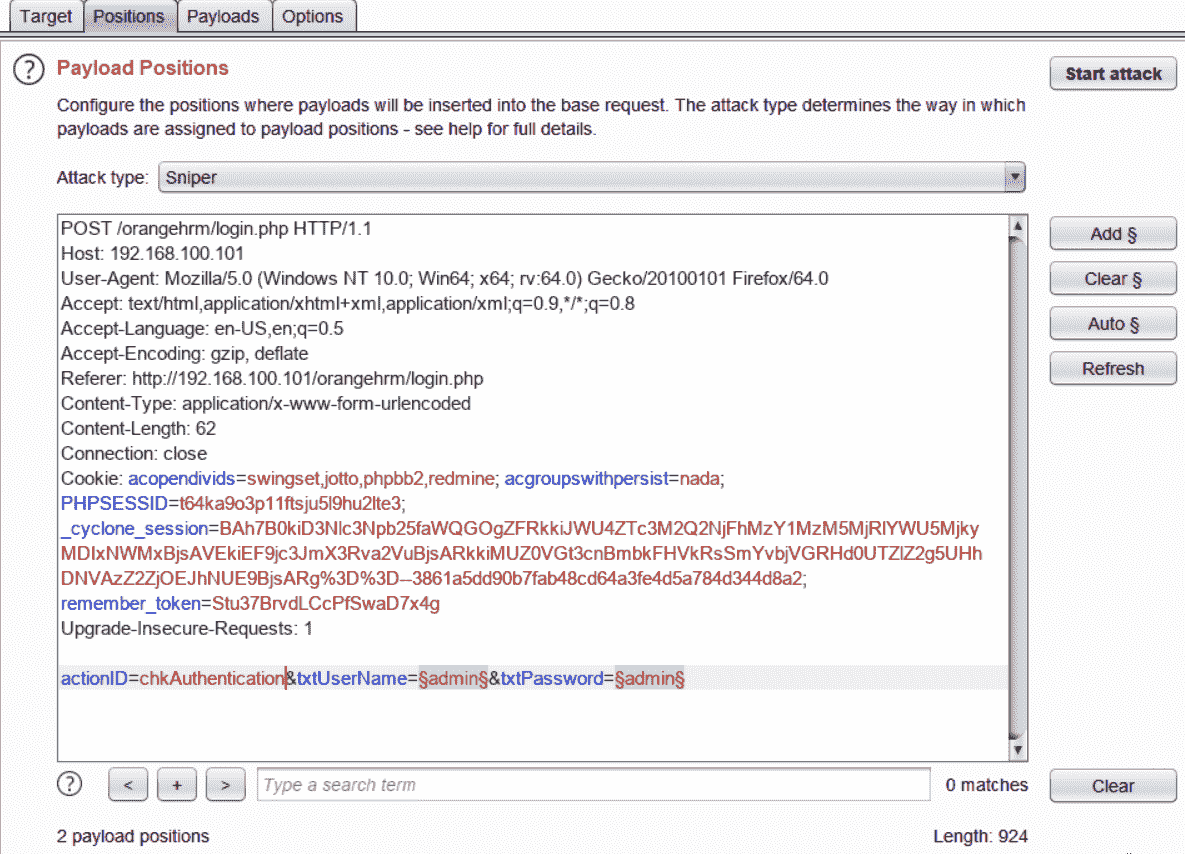 Target Positions Payloads Options
? Payload Positions
Start attack
Configure the positions where payloads will be inserted into the base request. The attack type determines the way in which
payloads are assigned to payload positions - see help for full details.
Attack type: Sniper
POST /orangehrm/login.php HTTP/1.1
Host: 192.168.100.101
User-Agent: Mozilla/5.0 (Windows NT 10.0; Win64; x64; rv:64.0) Gecko/20100101 Firefox/64.0
Accept: text/html,application/xhtml+xml,application/xml;q=0.9,*/*;q=0.8
Accept-Language: en-US,en;q=0.5
Accept-Encoding: gzip, deflate
Referer: http://192.168.100.101/orangehrm/login.php
Content-Type: application/x-www-form-urlencoded
Content-Length: 62
Connection: close
Cookie: acopendivids=swingset,jotto,phpbb2,redmine; acgroupswithpersist=nada;
PHPSESSID=t64ka9o3p11ftsju5l9hu2lte3;
_cyclone_session=BAh7B0kiD3Nlc3Npb25faWQGOgZFRkkiJWU4ZTc3M2Q2NjFhMzY1MzM5MjRlYWU5Mjky
MDIxNWMxBjsAVEkiEF9jc3JmX3Rva2VuBjsARkkiMUZ0VGt3cnBmbkFHVkRsSmYvbjVGRHd0UTZlZ2g5UHh
DNVAzZ2ZjOEJhNUE9BjsARg%3D%3D--3861a5dd90b7fab48cd64a3fe4d5a784d344d8a2;
remember_token=Stu37BrvdLCcPfSwaD7x4g
Upgrade-Insecure-Requests: 1
actionID=chkAuthentication&txtUserName=§admin§&txtPassword=§admin§
Add §
Clear §
Auto §
Refresh
? < + > Type a search term 0 matches Clear
2 payload positions Length: 924